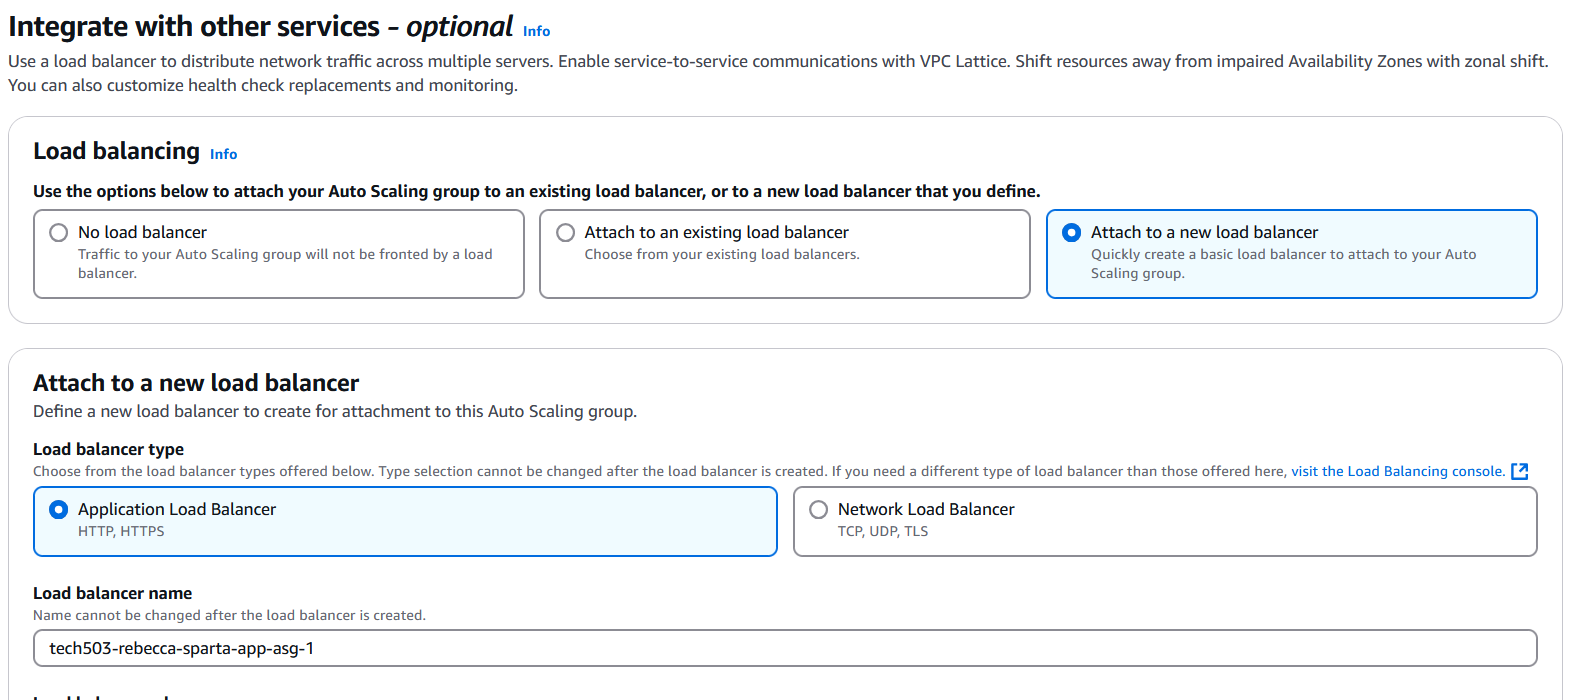 Integrate with other services - optional Info
Use a load balancer to distribute network traffic across multiple servers. Enable service-to-service communications with VPC Lattice. Shift resources away from impaired Availability Zones with zonal shift.
You can also customize health check replacements and monitoring.
Load balancing Info
Use the options below to attach your Auto Scaling group to an existing load balancer, or to a new load balancer that you define.
No load balancer
Traffic to your Auto Scaling group will not be fronted by a load
balancer.
Attach to an existing load balancer
Choose from your existing load balancers.
Attach to a new load balancer
Quickly create a basic load balancer to attach to your Auto
Scaling group.
Attach to a new load balancer
Define a new load balancer to create for attachment to this Auto Scaling group.
Load balancer type
Choose from the load balancer types offered below. Type selection cannot be changed after the load balancer is created. If you need a different type of load balancer than those offered here, visit the Load Balancing console.
Application Load Balancer
HTTP, HTTPS
Network Load Balancer
TCP, UDP, TLS
Load balancer name
Name cannot be changed after the load balancer is created.
tech503-rebecca-sparta-app-asg-1